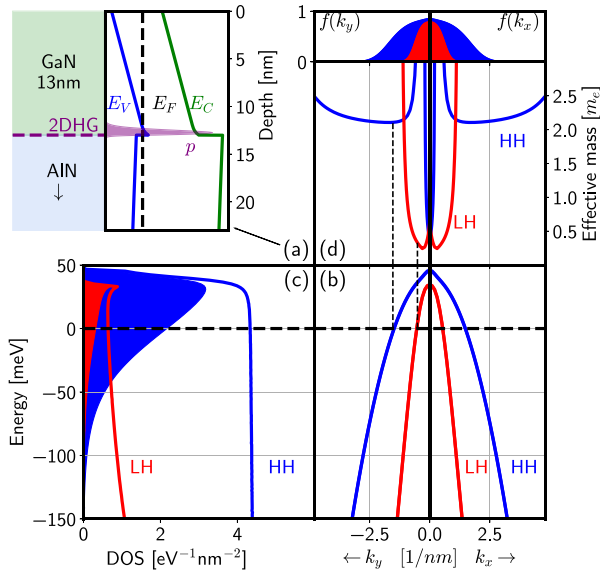 GaN
13nm
2DHG
AlN
↓
E_V
E_F
E_C
p
0
5
10
15
20
Depth [nm]
(a)
f(k_y)
f(k_x)
1
0
HH
LH
2.0
1.5
1.0
0.5
Effective mass [m_e]
(d)
50
0
−50
−100
−150
Energy [meV]
(c)
LH
HH
0
2
4
DOS [eV⁻¹nm⁻²]
(b)
LH
HH
−2.5
0.0
2.5
← k_y [1/nm] k_x →